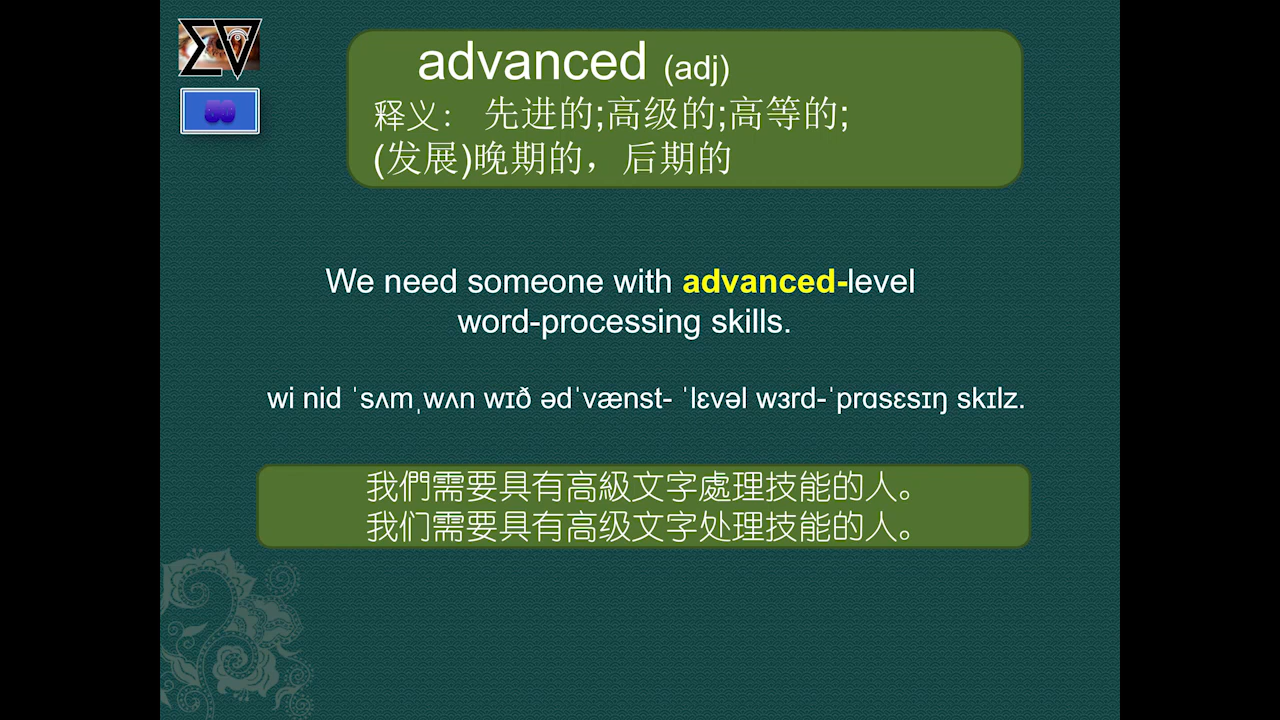 advanced (adj)
释义： 先进的;高级的;高等的;
(发展)晚期的，后期的
We need someone with advanced-level
word-processing skills.
wi nid ˈsʌmˌwʌn wɪð ədˈvænst- ˈlɛvəl wɜrd-ˈprɑsɛsɪŋ skɪlz.
我們需要具有高級文字處理技能的人。
我们需要具有高级文字处理技能的人。